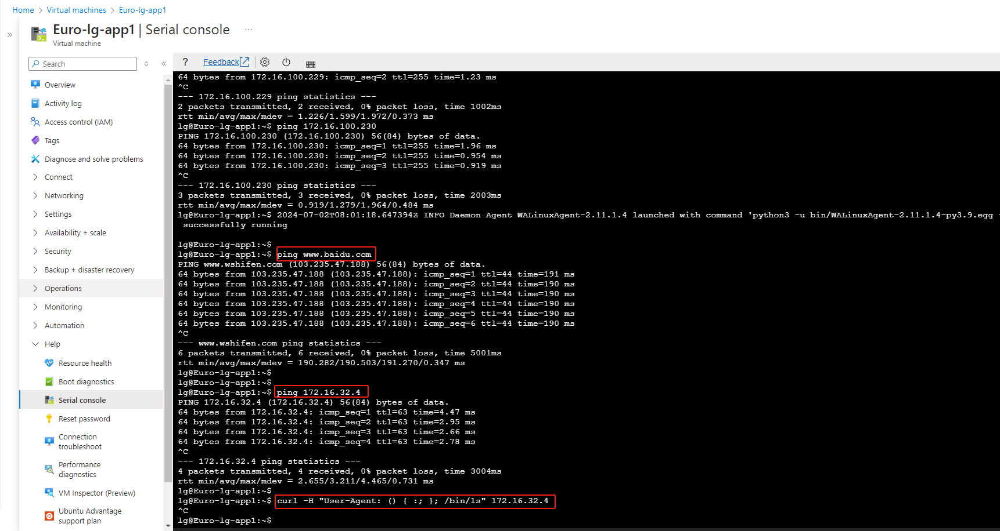 Home > Virtual machines > Euro-lg-app1
Euro-lg-app1 | Serial console ...
Virtual machine
Search
Overview
Activity log
Access control (IAM)
Tags
Diagnose and solve problems
Connect
Networking
Settings
Availability + scale
Security
Backup + disaster recovery
Operations
Monitoring
Automation
Help
Resource health
Boot diagnostics
Serial console
Reset password
Connection
troubleshoot
Performance
diagnostics
VM Inspector (Preview)
Ubuntu Advantage
support plan
? Feedback
64 bytes from 172.16.100.229: icmp_seq=2 ttl=255 time=1.23 ms
^C
--- 172.16.100.229 ping statistics ---
2 packets transmitted, 2 received, 0% packet loss, time 1002ms
rtt min/avg/max/mdev = 1.226/1.599/1.972/0.373 ms
lg@Euro-lg-app1:~$ ping 172.16.100.230
PING 172.16.100.230 (172.16.100.230) 56(84) bytes of data.
64 bytes from 172.16.100.230: icmp_seq=1 ttl=255 time=1.96 ms
64 bytes from 172.16.100.230: icmp_seq=2 ttl=255 time=0.954 ms
64 bytes from 172.16.100.230: icmp_seq=3 ttl=255 time=0.919 ms
^C
--- 172.16.100.230 ping statistics ---
3 packets transmitted, 3 received, 0% packet loss, time 2003ms
rtt min/avg/max/mdev = 0.919/1.279/1.964/0.484 ms
lg@Euro-lg-app1:~$ 2024-07-02T08:01:18.647394Z INFO Daemon Agent WALinuxAgent-2.11.1.4 launched with command 'python3 -u bin/WALinuxAgent-2.11.1.4-py3.9.egg -
successfully running
lg@Euro-lg-app1:~$
lg@Euro-lg-app1:~$ ping www.baidu.com
PING www.wshifen.com (103.235.47.188) 56(84) bytes of data.
64 bytes from 103.235.47.188 (103.235.47.188): icmp_seq=1 ttl=44 time=191 ms
64 bytes from 103.235.47.188 (103.235.47.188): icmp_seq=2 ttl=44 time=190 ms
64 bytes from 103.235.47.188 (103.235.47.188): icmp_seq=3 ttl=44 time=190 ms
64 bytes from 103.235.47.188 (103.235.47.188): icmp_seq=4 ttl=44 time=190 ms
64 bytes from 103.235.47.188 (103.235.47.188): icmp_seq=5 ttl=44 time=190 ms
64 bytes from 103.235.47.188 (103.235.47.188): icmp_seq=6 ttl=44 time=190 ms
^C
--- www.wshifen.com ping statistics ---
6 packets transmitted, 6 received, 0% packet loss, time 5001ms
rtt min/avg/max/mdev = 190.282/190.503/191.270/0.347 ms
lg@Euro-lg-app1:~$
lg@Euro-lg-app1:~$
lg@Euro-lg-app1:~$ ping 172.16.32.4
PING 172.16.32.4 (172.16.32.4) 56(84) bytes of data.
64 bytes from 172.16.32.4: icmp_seq=1 ttl=63 time=4.47 ms
64 bytes from 172.16.32.4: icmp_seq=2 ttl=63 time=2.95 ms
64 bytes from 172.16.32.4: icmp_seq=3 ttl=63 time=2.66 ms
64 bytes from 172.16.32.4: icmp_seq=4 ttl=63 time=2.78 ms
^C
--- 172.16.32.4 ping statistics ---
4 packets transmitted, 4 received, 0% packet loss, time 3004ms
rtt min/avg/max/mdev = 2.655/3.211/4.465/0.731 ms
lg@Euro-lg-app1:~$
lg@Euro-lg-app1:~$ curl -H "User-Agent: () { :; }; /bin/ls" 172.16.32.4
^C
lg@Euro-lg-app1:~$